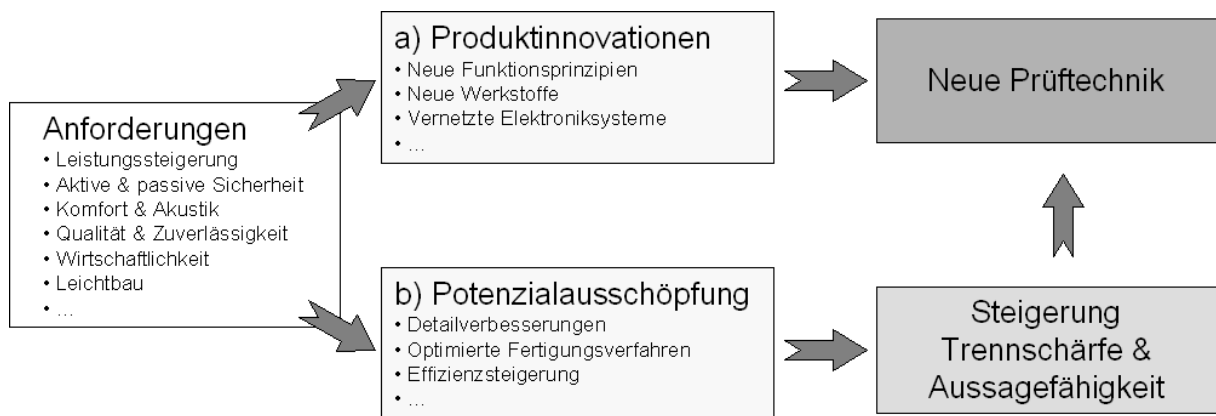 Anforderungen
• Leistungssteigerung
• Aktive & passive Sicherheit
• Komfort & Akustik
• Qualität & Zuverlässigkeit
• Wirtschaftlichkeit
• Leichtbau
• ...
a) Produktinnovationen
• Neue Funktionsprinzipien
• Neue Werkstoffe
• Vernetzte Elektroniksysteme
• ...
b) Potenzialausschöpfung
• Detailverbesserungen
• Optimierte Fertigungsverfahren
• Effizienzsteigerung
• ...
Neue Prüftechnik
Steigerung
Trennschärfe &
Aussagefähigkeit